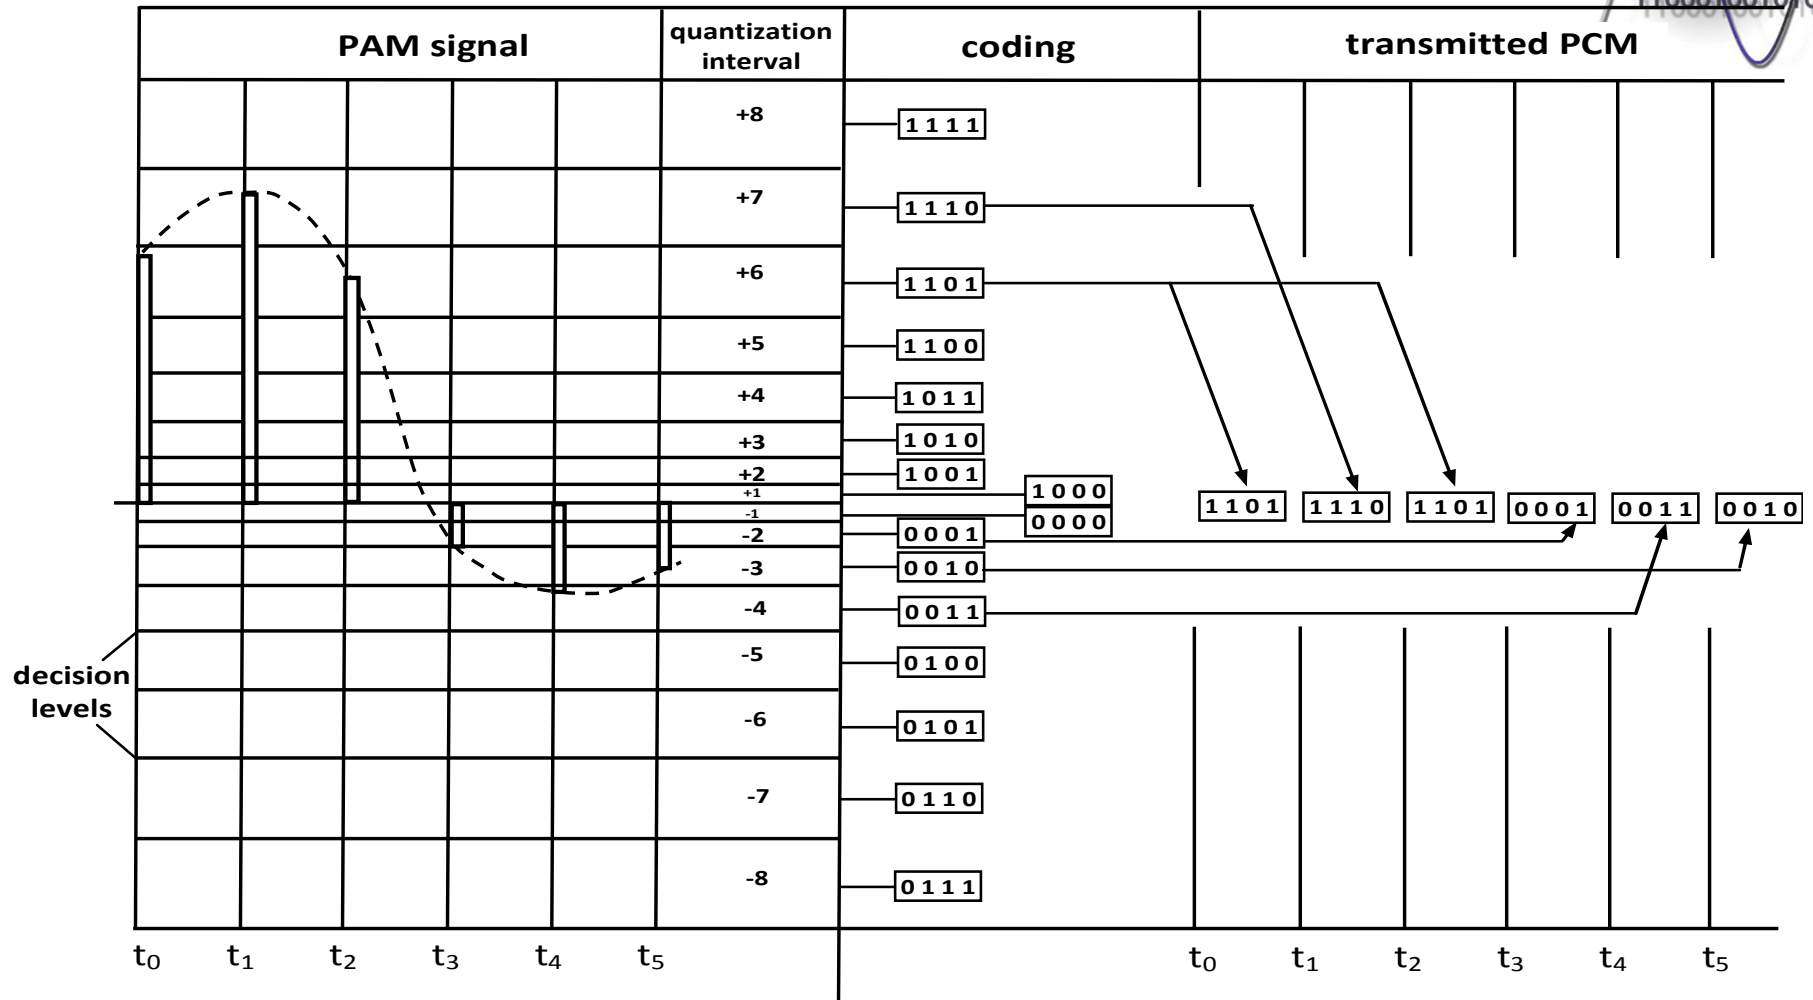 PAM signal
quantization
interval
coding
transmitted PCM
+8
1 1 1 1
+7
1 1 1 0
+6
1 1 0 1
+5
1 1 0 0
+4
1 0 1 1
+3
1 0 1 0
+2
1 0 0 1
+1
1 0 0 0
-1
0 0 0 0
1 1 0 1
1 1 1 0
1 1 0 1
0 0 0 1
0 0 1 1
0 0 1 0
-2
0 0 0 1
-3
0 0 1 0
-4
0 0 1 1
decision
levels
-5
0 1 0 0
-6
0 1 0 1
-7
0 1 1 0
-8
0 1 1 1
t0 t1 t2 t3 t4 t5
t0 t1 t2 t3 t4 t5